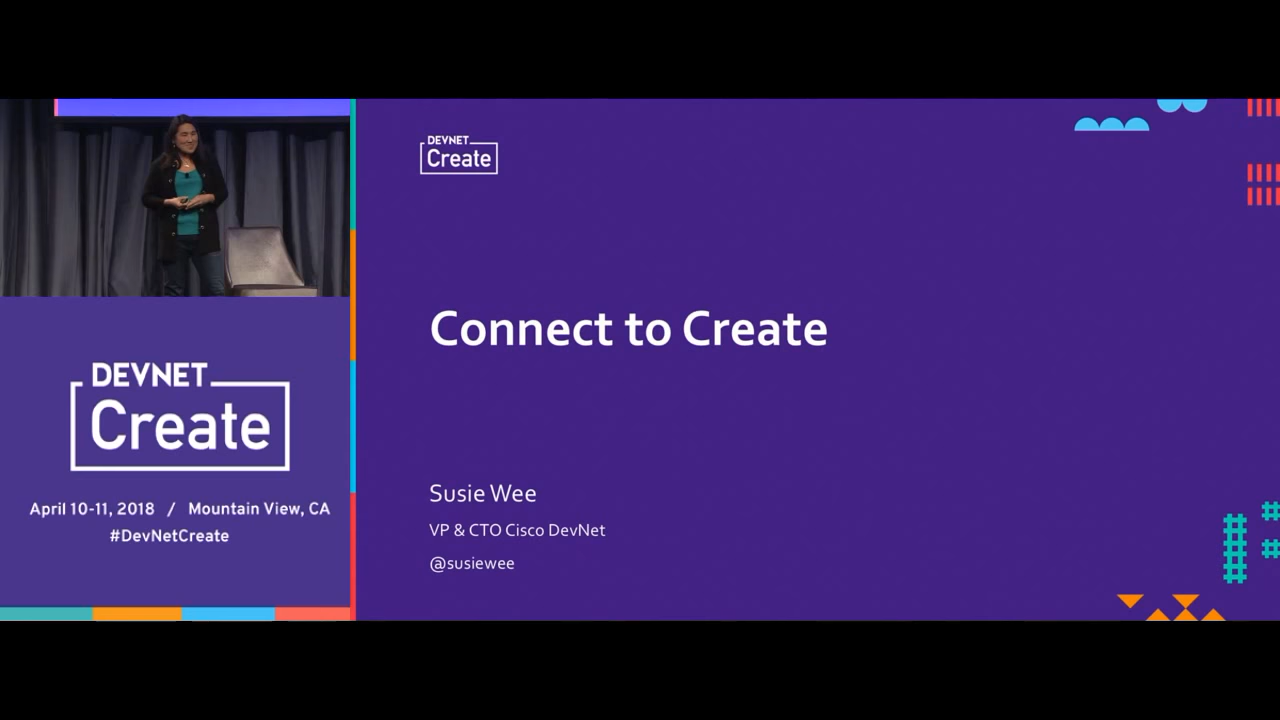 DEVNET
Create
April 10-11, 2018 / Mountain View, CA
#DevNetCreate
DEVNET
Create
Connect to Create
Susie Wee
VP & CTO Cisco DevNet
@susiewee